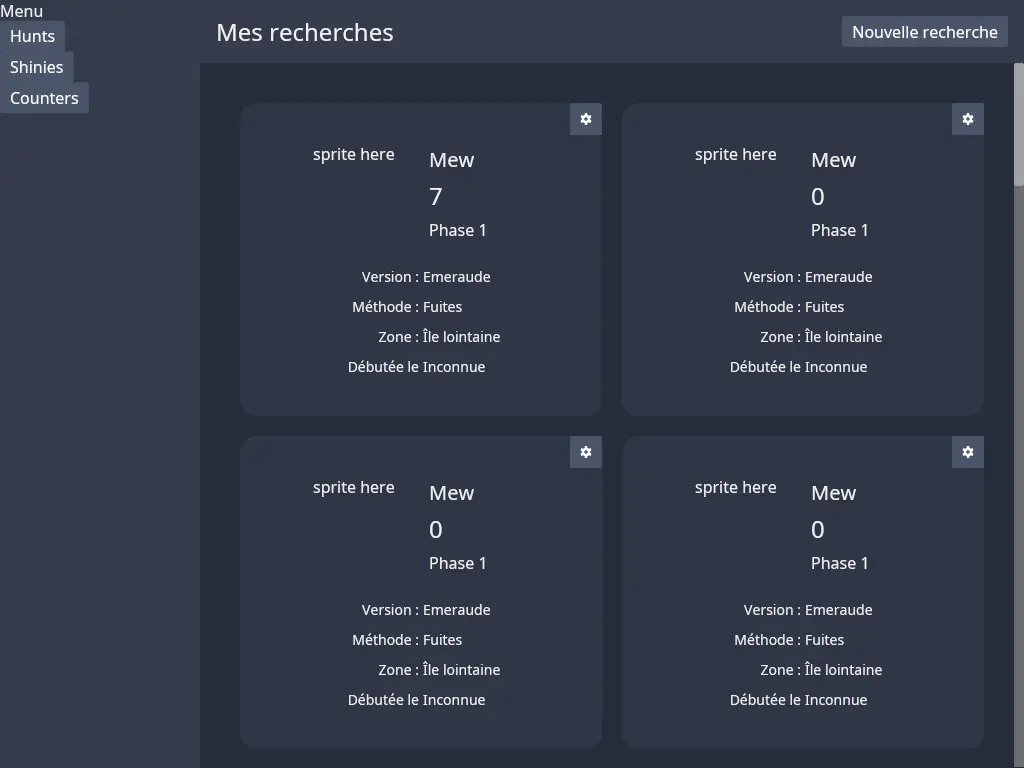 Menu
Hunts
Shinies
Counters
Mes recherches
Nouvelle recherche
sprite here
Mew
7
Phase 1
Version : Emeraude
Méthode : Fuites
Zone : Île lointaine
Débutée le Inconnue
sprite here
Mew
0
Phase 1
Version : Emeraude
Méthode : Fuites
Zone : Île lointaine
Débutée le Inconnue
sprite here
Mew
0
Phase 1
Version : Emeraude
Méthode : Fuites
Zone : Île lointaine
Débutée le Inconnue
sprite here
Mew
0
Phase 1
Version : Emeraude
Méthode : Fuites
Zone : Île lointaine
Débutée le Inconnue